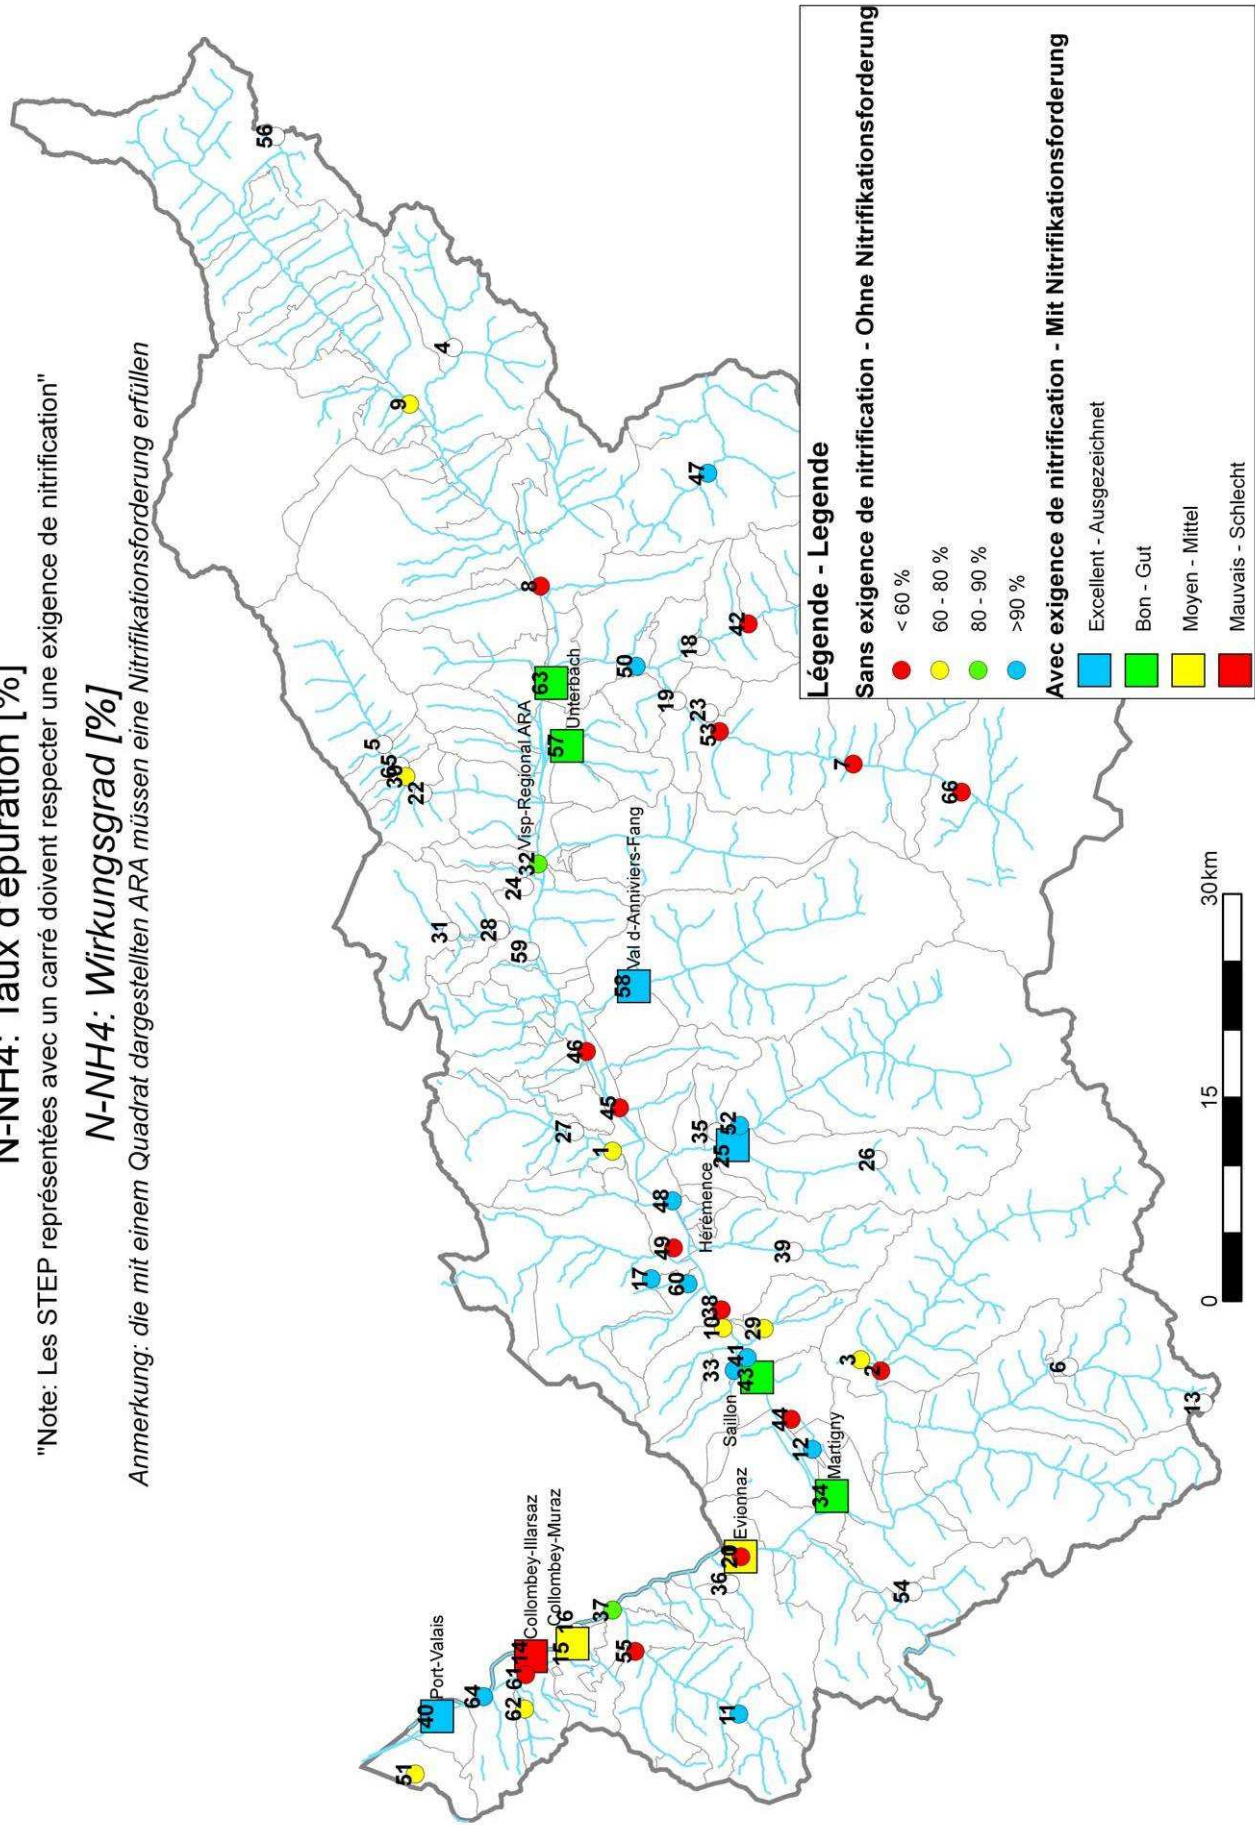 N-NH4: Taux d'épuration [%]
"Note: Les STEP représentées avec un carré doivent respecter une exigence de nitrification"
N-NH4: Wirkungsgrad [%]
Anmerkung: die mit einem Quadrat dargestellten ARA müssen eine Nitrifikationsforderung erfüllen
56
4
9
47
8
5
65
30
22
63
Unterbäch
57
Visp-Regional ARA
50
18
42
19
23
53
7
66
32
24
31
28
59
58
Val d-Anniviers-Fang
46
45
27
1
35
52
25
26
Hérémence
48
49
39
17
60
38
10
29
41
33
43
Saillon
3
2
6
13
44
12
Martigny
34
Evionnaz
20
36
54
37
Collombey-Muraz
16
15
Collombey-Illarsaz
14
61
55
Port-Valais
40
64
62
11
51
0
15
30 km
Légende - Legende
Sans exigence de nitrification - Ohne Nitrifikationsforderung
< 60 %
60 - 80 %
80 - 90 %
>90 %
Avec exigence de nitrification - Mit Nitrifikationsforderung
Excellent - Ausgezeichnet
Bon - Gut
Moyen - Mittel
Mauvais - Schlecht